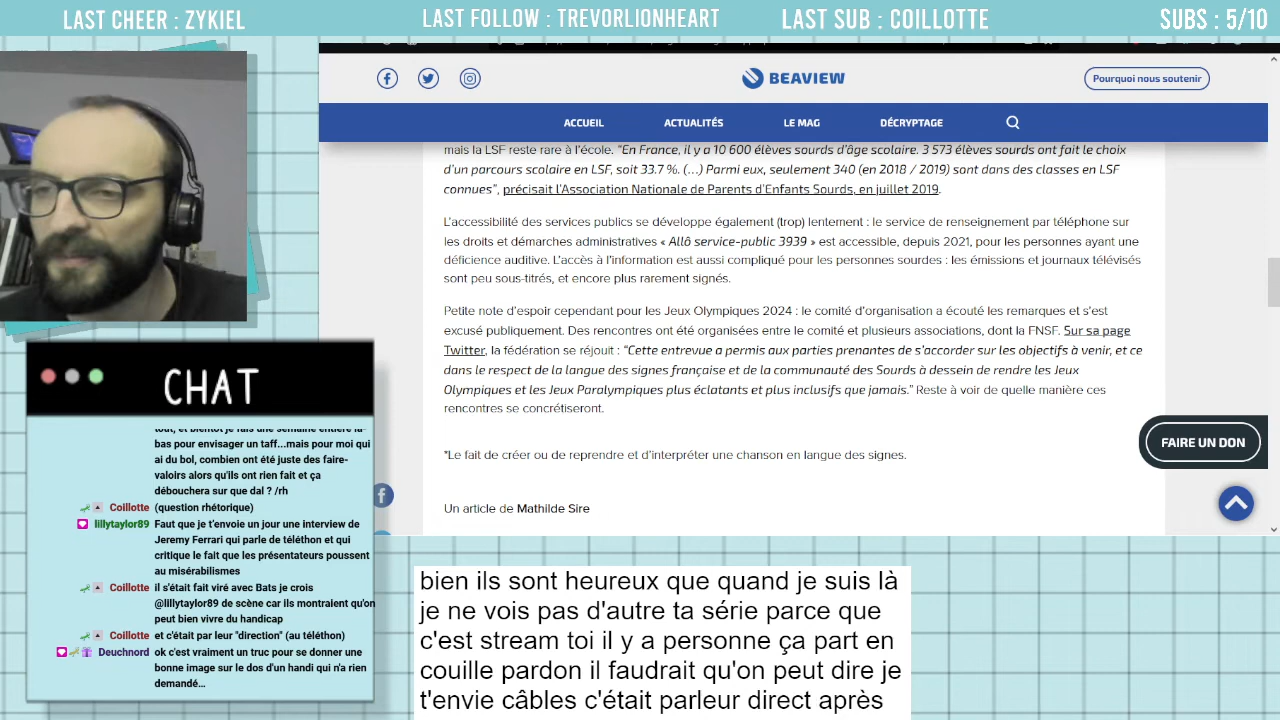 LAST CHEER : ZYKIEL
LAST FOLLOW : TREVORLIONHEART
LAST SUB : COILLOTTE
SUBS : 5/10
BEAVIEW
Pourquoi nous soutenir
ACCUEIL
ACTUALITÉS
LE MAG
DÉCRYPTAGE
mais la LSF reste rare à l'école. "En France, il y a 10 600 élèves sourds d'âge scolaire. 3 573 élèves sourds ont fait le choix
d'un parcours scolaire en LSF, soit 33.7 %. (…) Parmi eux, seulement 340 (en 2018 / 2019) sont dans des classes en LSF
connues", précisait l'Association Nationale de Parents d'Enfants Sourds, en juillet 2019.
L'accessibilité des services publics se développe également (trop) lentement : le service de renseignement par téléphone sur
les droits et démarches administratives « Allô service-public 3939 » est accessible, depuis 2021, pour les personnes ayant une
déficience auditive. L'accès à l'information est aussi compliqué pour les personnes sourdes : les émissions et journaux télévisés
sont peu sous-titrés, et encore plus rarement signés.
Petite note d'espoir cependant pour les Jeux Olympiques 2024 : le comité d'organisation a écouté les remarques et s'est
excusé publiquement. Des rencontres ont été organisées entre le comité et plusieurs associations, dont la FNSF. Sur sa page
Twitter, la fédération se réjouit : "Cette entrevue a permis aux parties prenantes de s'accorder sur les objectifs à venir, et ce
dans le respect de la langue des signes française et de la communauté des Sourds à dessein de rendre les Jeux
Olympiques et les Jeux Paralympiques plus éclatants et plus inclusifs que jamais." Reste à voir de quelle manière ces
rencontres se concrétiseront.
*Le fait de créer ou de reprendre et d'interpréter une chanson en langue des signes.
Un article de Mathilde Sire
FAIRE UN DON
CHAT
tout, et bientôt je fais une semaine entière là-
bas pour envisager un taff...mais pour moi qui
ai du bol, combien ont été juste des faire-
valoirs alors qu'ils ont rien fait et ça
débouchera sur que dal ? /rh
Coillotte (question rhétorique)
lillytaylor89 Faut que je t'envoie un jour une interview de
Jeremy Ferrari qui parle de téléthon et qui
critique le fait que les présentateurs poussent
au misérabilismes
Coillotte il s'était fait viré avec Bats je crois
@lillytaylor89 de scène car ils montraient qu'on
peut bien vivre du handicap
Coillotte et c'était par leur "direction" (au téléthon)
Deuchnord ok c'est vraiment un truc pour se donner une
bonne image sur le dos d'un handi qui n'a rien
demandé…
bien ils sont heureux que quand je suis là
je ne vois pas d'autre ta série parce que
c'est stream toi il y a personne ça part en
couille pardon il faudrait qu'on peut dire je
t'envie câbles c'était parleur direct après